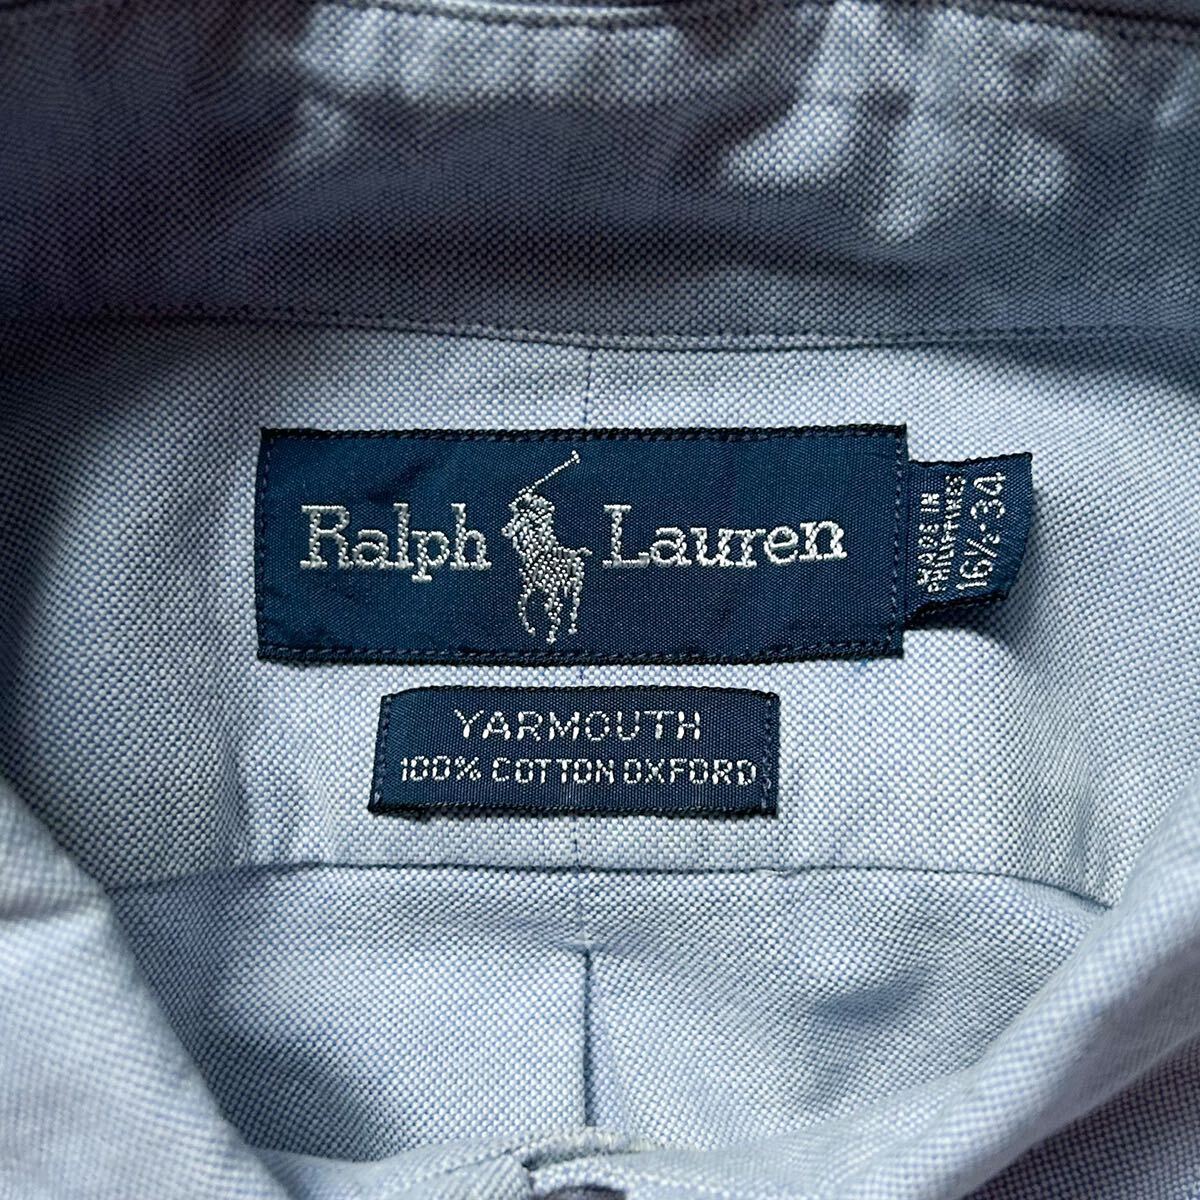 Ralph Lauren
MADE IN
PHILIPPINES
16½-34
YARMOUTH
100% COTTON OXFORD